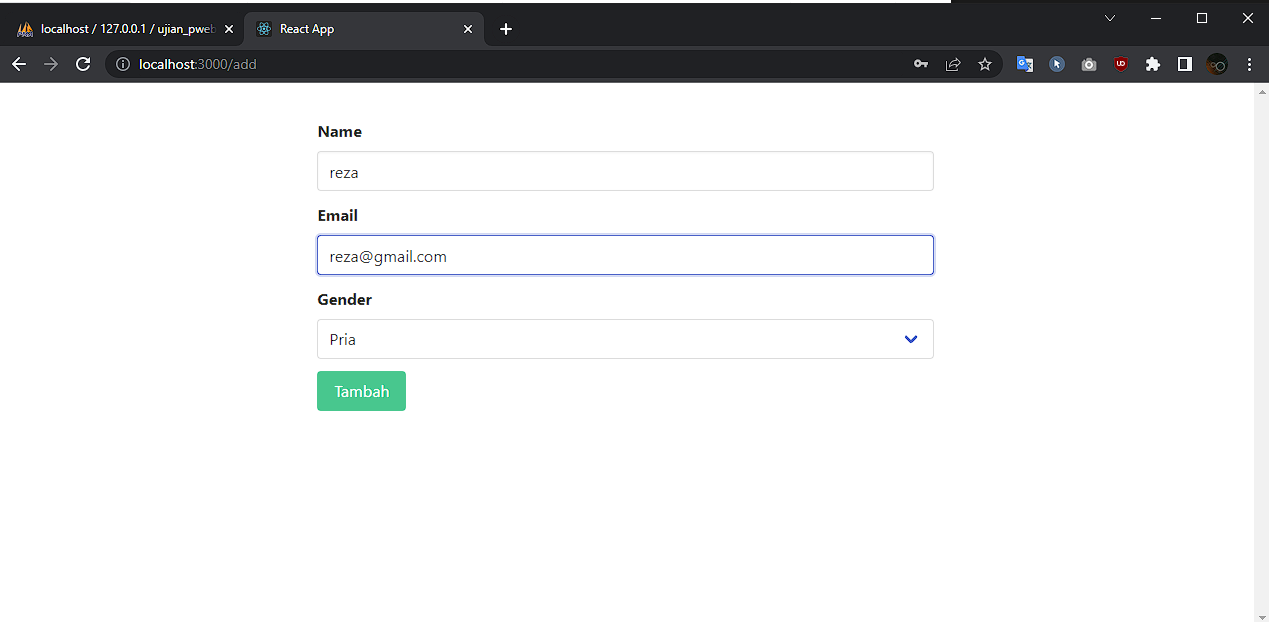 localhost / 127.0.0.1 / ujian_pweb
React App
localhost:3000/add
Name
reza
Email
reza@gmail.com
Gender
Pria
Tambah